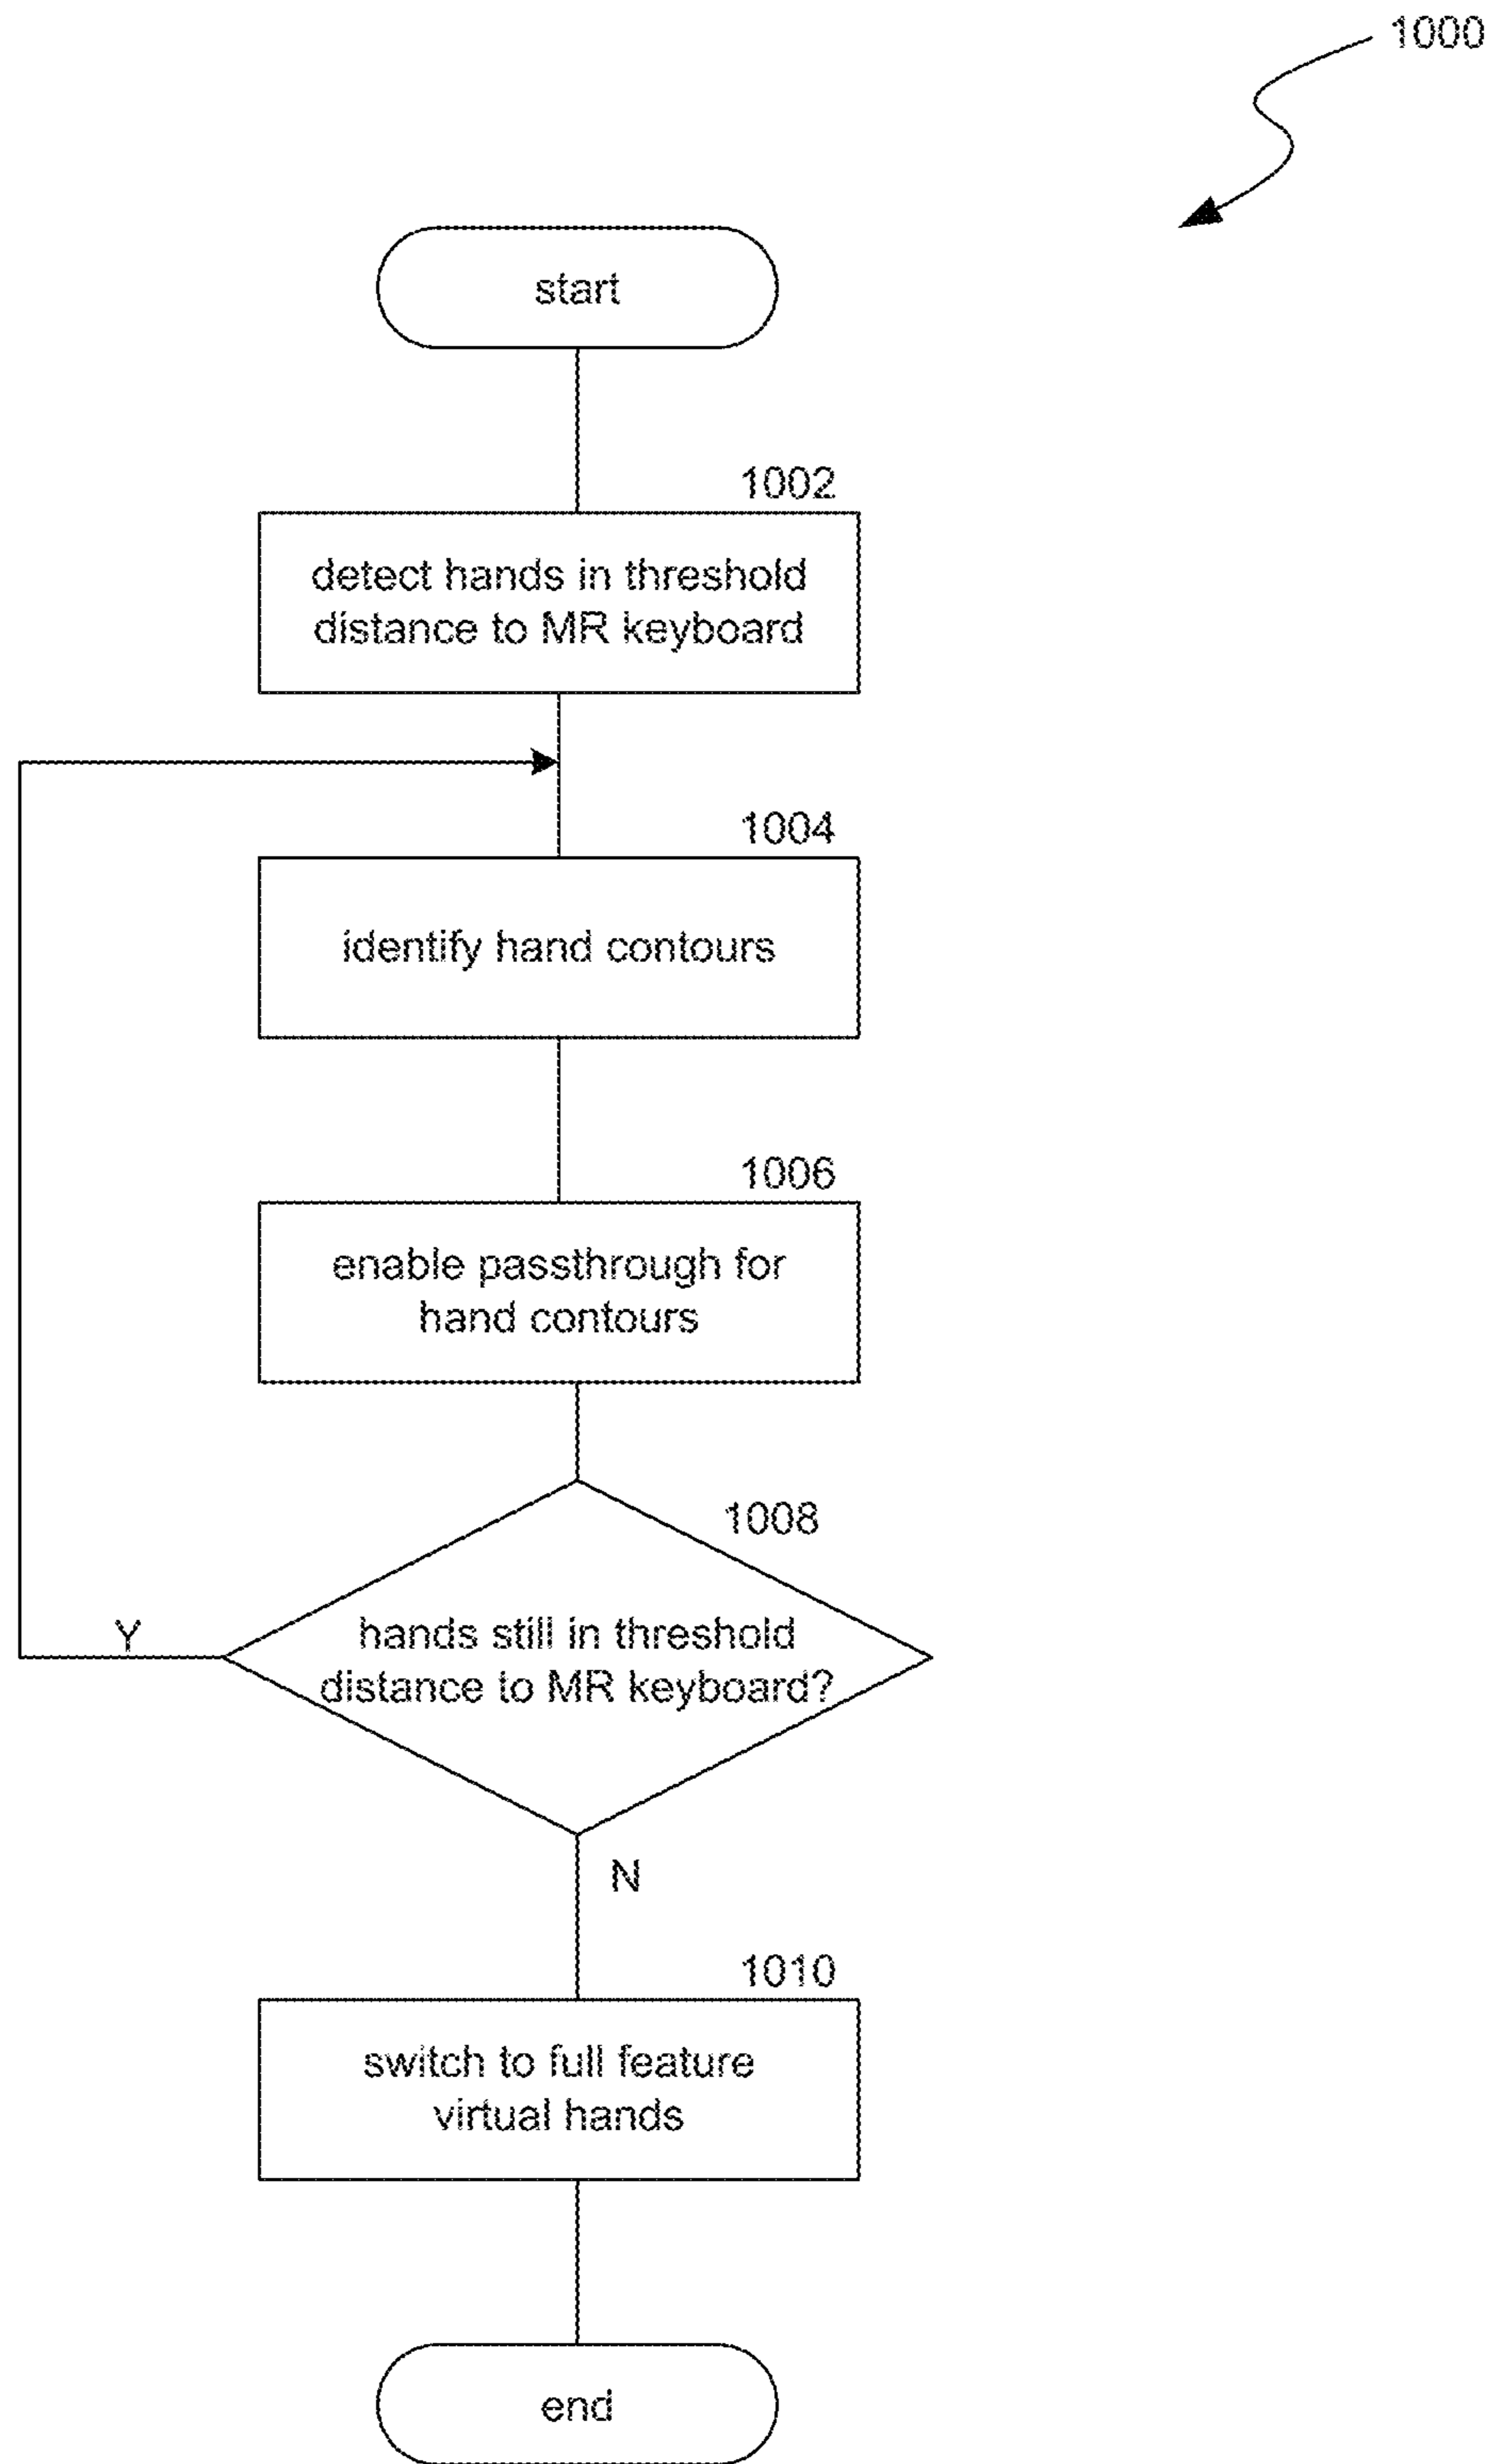 1000
start
1002
detect hands in threshold
distance to MR keyboard
1004
identify hand contours
1006
enable passthrough for
hand contours
1008
hands still in threshold
distance to MR keyboard?
Y
N
1010
switch to full feature
virtual hands
end